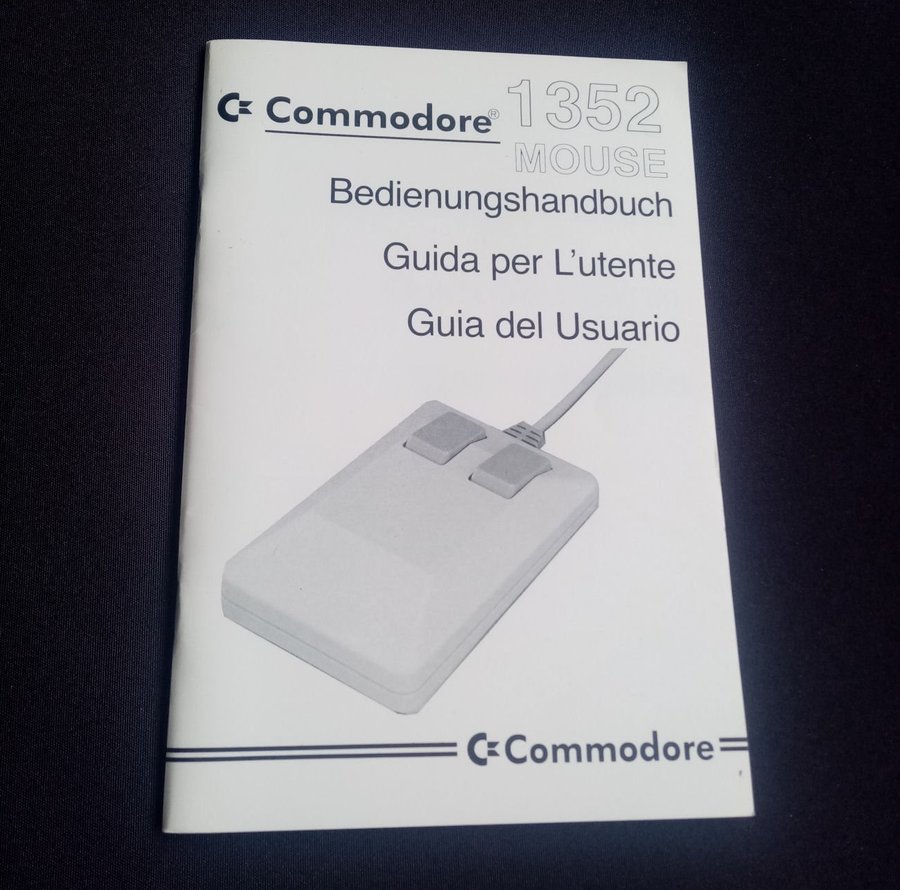 Commodore® 1352
MOUSE
Bedienungshandbuch
Guida per L'utente
Guia del Usuario
Commodore